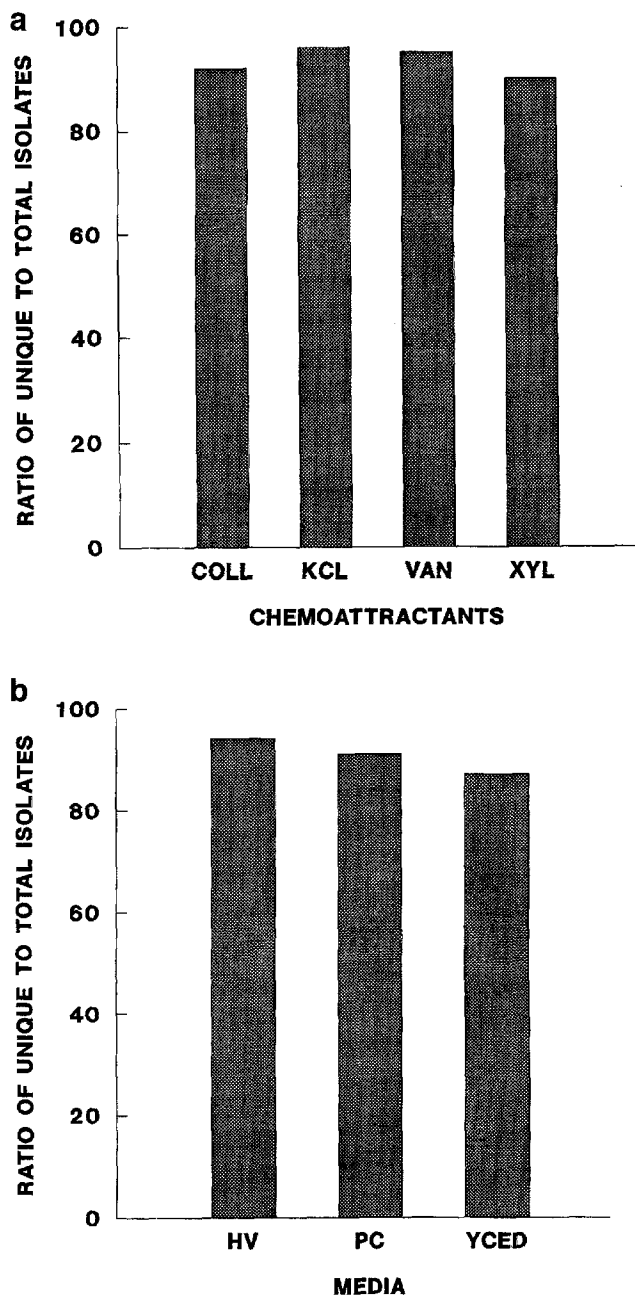 a
RATIO OF UNIQUE TO TOTAL ISOLATES
100
80
60
40
20
0
COLL KCL VAN XYL
CHEMOATTRACTANTS
b
RATIO OF UNIQUE TO TOTAL ISOLATES
100
80
60
40
20
0
HV PC YCED
MEDIA